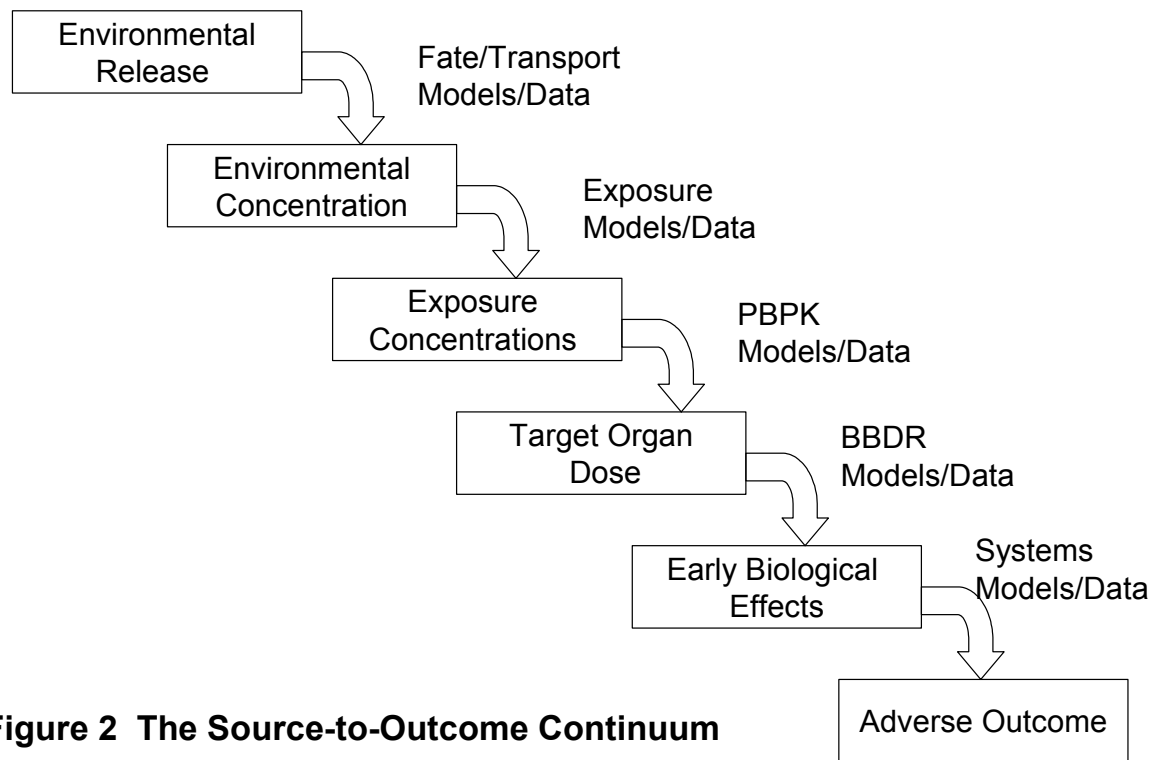 Environmental
Release
Fate/Transport
Models/Data
Environmental
Concentration
Exposure
Models/Data
Exposure
Concentrations
PBPK
Models/Data
Target Organ
Dose
BBDR
Models/Data
Early Biological
Effects
Systems
Models/Data
Adverse Outcome
Figure 2 The Source-to-Outcome Continuum